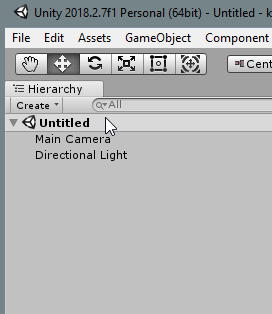 Unity 2018.2.7f1 Personal (64bit) - Untitled - k
File Edit Assets GameObject Component
Cent
Hierarchy
Create All
Untitled
Main Camera
Directional Light